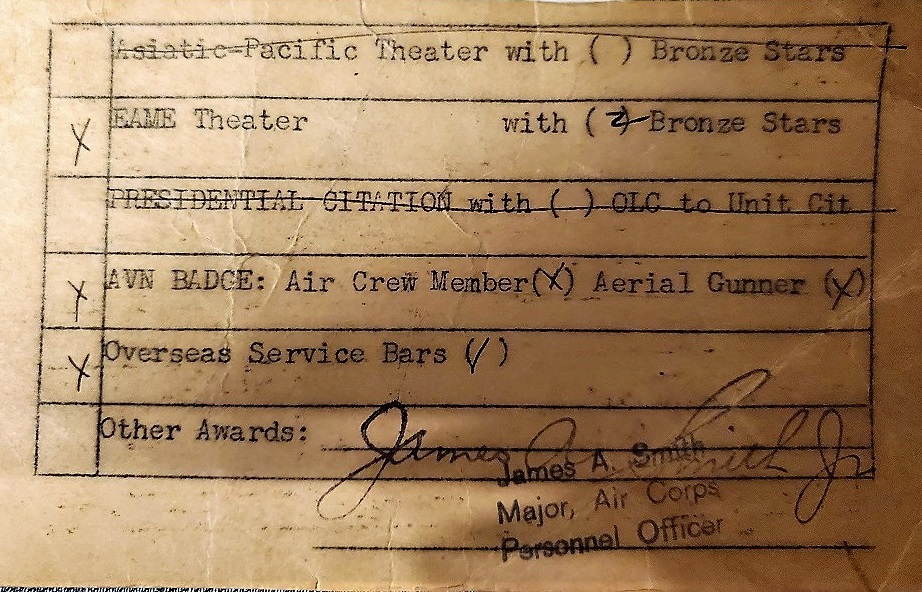 Asiatic-Pacific Theater with ( ) Bronze Stars
X EAME Theater with (2) Bronze Stars
PRESIDENTIAL CITATION with ( ) OLC to Unit Cit
X AVN BADGE: Air Crew Member(X) Aerial Gunner (X)
X Overseas Service Bars (/ )
Other Awards:
James A. Smith Jr
James A. Smith
Major, Air Corps
Personnel Officer